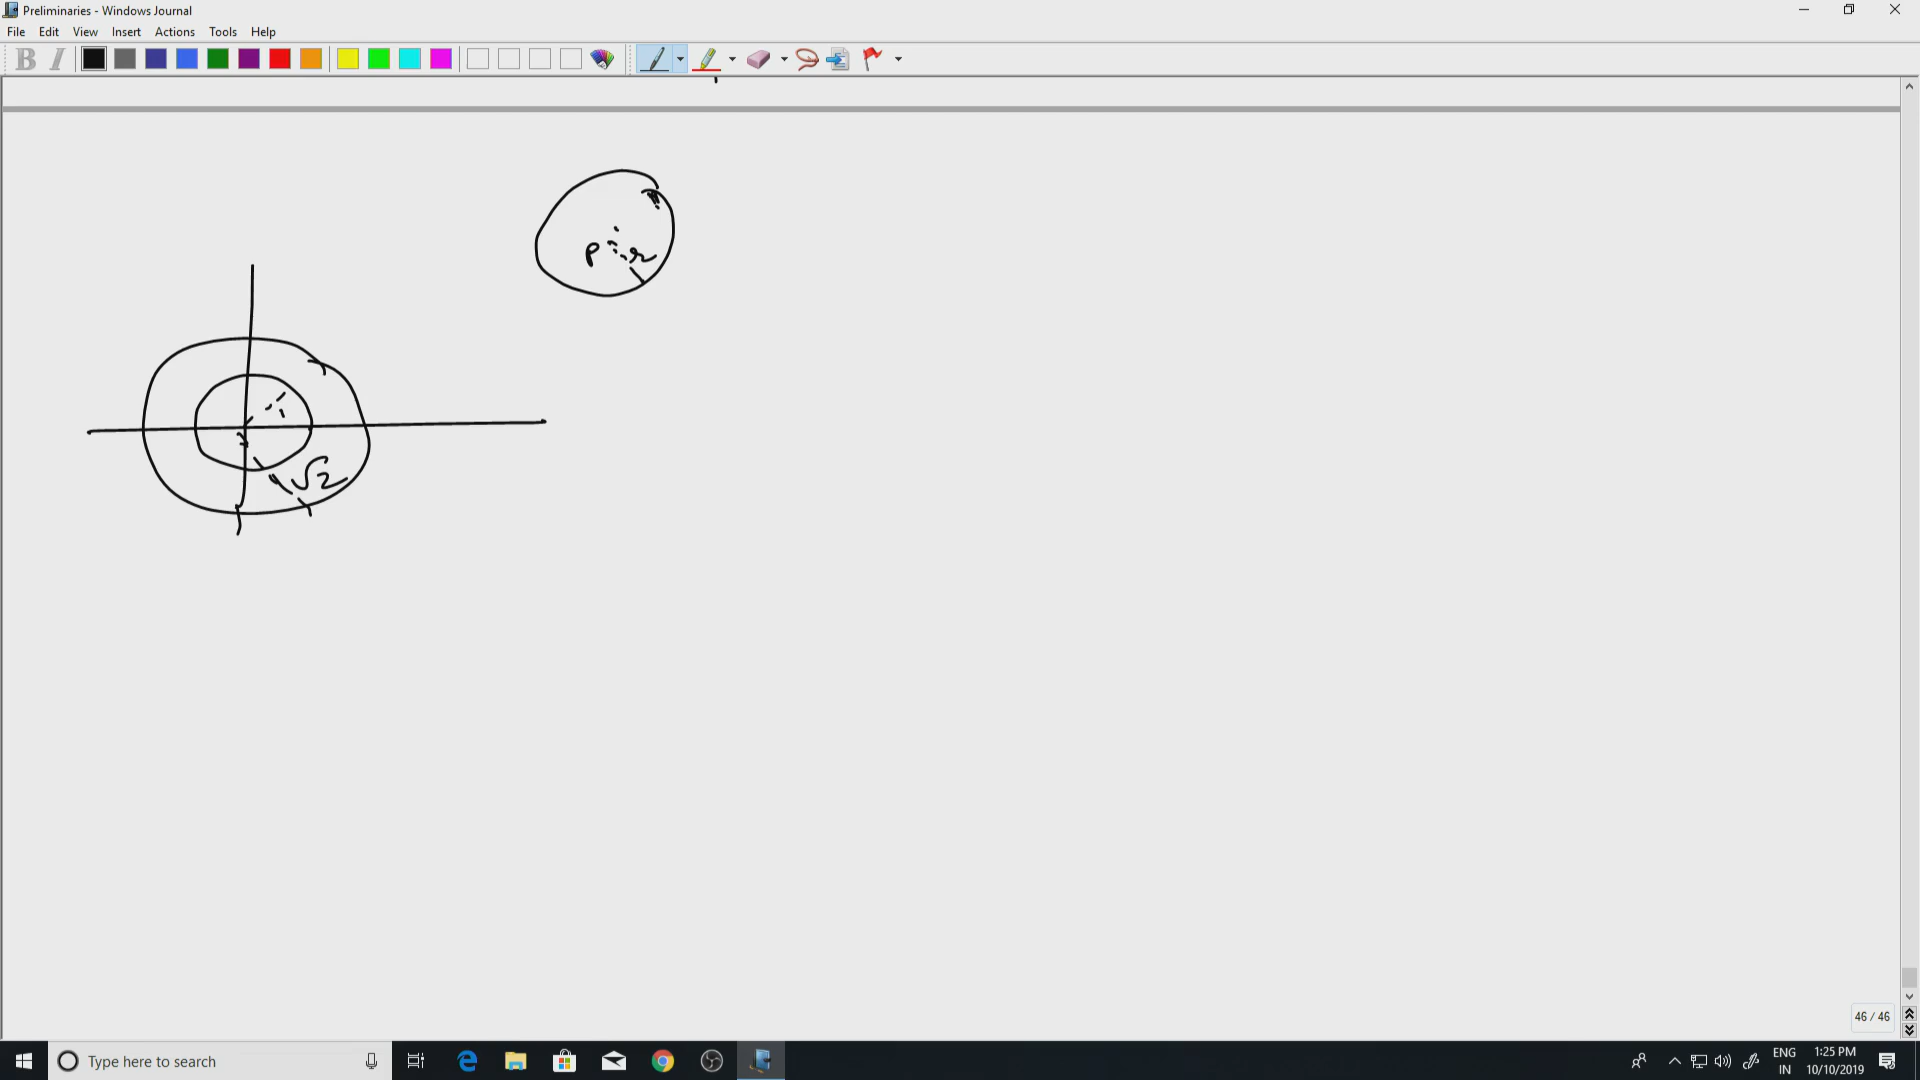 Preliminaries - Windows Journal
File Edit View Insert Actions Tools Help
B I
p r
1
√2
46 / 46
Type here to search
ENG
IN
1:25 PM
10/10/2019